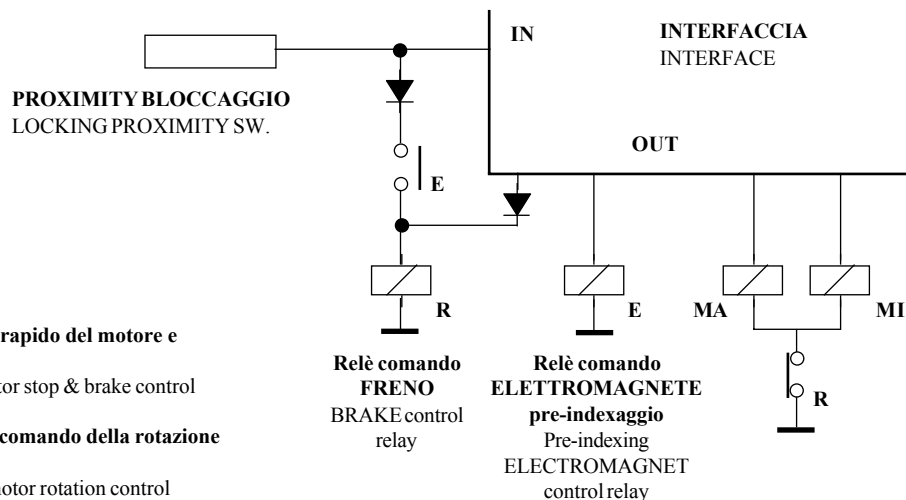 IN
INTERFACCIA
INTERFACE
PROXIMITY BLOCCAGGIO
LOCKING PROXIMITY SW.
OUT
E
R
E
MA
MI
rapido del motore e
tor stop & brake control
comando della rotazione
notor rotation control
Relè comando
FRENO
BRAKE control
relay
Relè comando
ELETTROMAGNETE
pre-indexaggio
Pre-indexing
ELECTROMAGNET
control relay
R